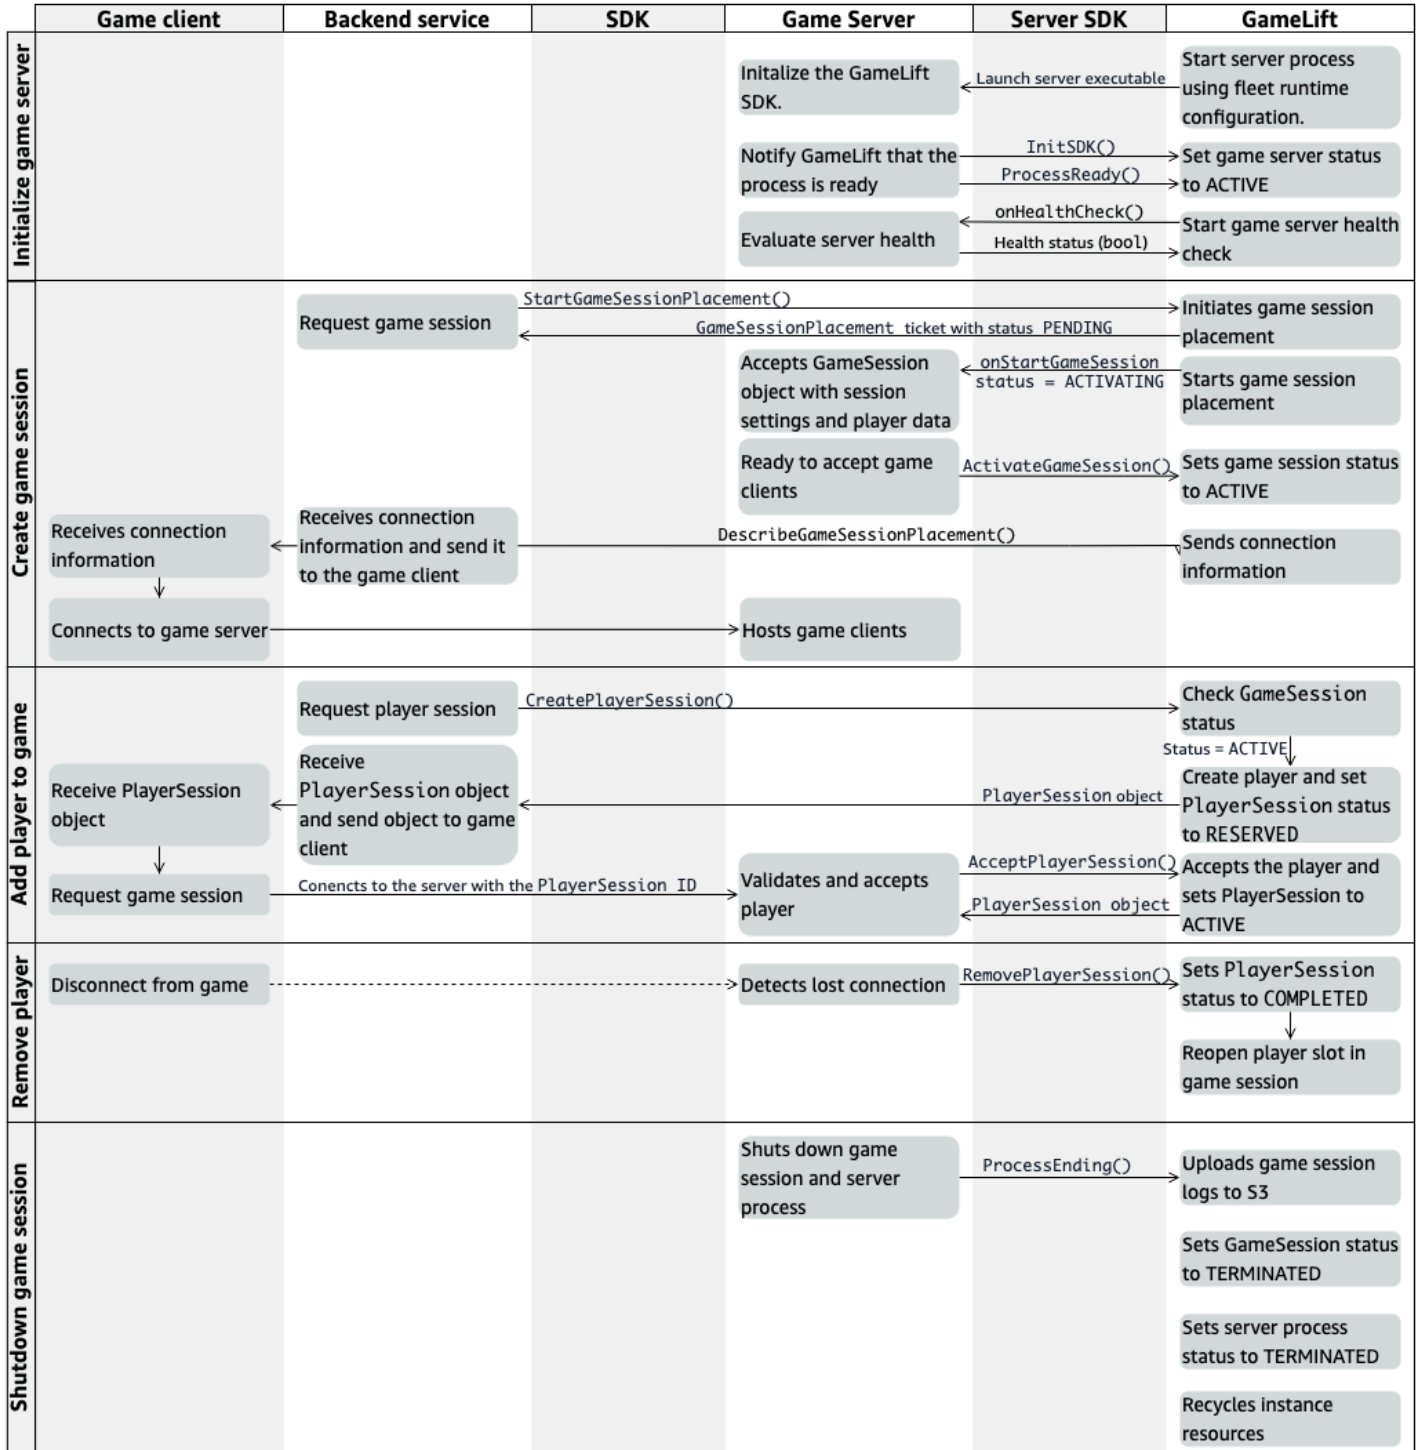 Game client
Backend service
SDK
Game Server
Server SDK
GameLift
Initialize game server
Initalize the GameLift
SDK.
Launch server executable
Start server process
using fleet runtime
configuration.
Notify GameLift that the
process is ready
InitSDK()
ProcessReady()
Set game server status
to ACTIVE
Evaluate server health
onHealthCheck()
Health status (bool)
Start game server health
check
Create game session
Request game session
StartGameSessionPlacement()
GameSessionPlacement ticket with status PENDING
Initiates game session
placement
Accepts GameSession
object with session
settings and player data
onStartGameSession
status = ACTIVATING
Starts game session
placement
Ready to accept game
clients
ActivateGameSession()
Sets game session status
to ACTIVE
Receives connection
information
Receives connection
information and send it
to the game client
DescribeGameSessionPlacement()
Sends connection
information
Connects to game server
Hosts game clients
Add player to game
Request player session
CreatePlayerSession()
Check GameSession
status
Status = ACTIVE
Receive PlayerSession
object
Receive
PlayerSession object
and send object to game
client
PlayerSession object
Create player and set
PlayerSession status
to RESERVED
Request game session
Conencts to the server with the PlayerSession ID
Validates and accepts
player
AcceptPlayerSession()
PlayerSession object
Accepts the player and
sets PlayerSession to
ACTIVE
Remove player
Disconnect from game
Detects lost connection
RemovePlayerSession()
Sets PlayerSession
status to COMPLETED
Reopen player slot in
game session
Shutdown game session
Shuts down game
session and server
process
ProcessEnding()
Uploads game session
logs to S3
Sets GameSession status
to TERMINATED
Sets server process
status to TERMINATED
Recycles instance
resources